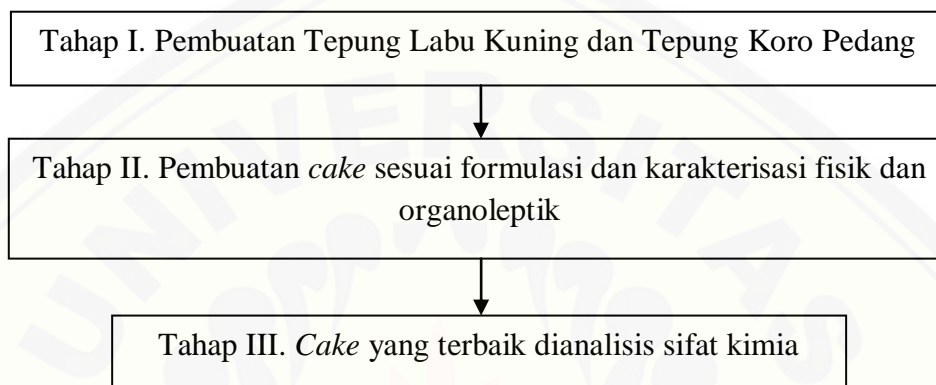 Tahap I. Pembuatan Tepung Labu Kuning dan Tepung Koro Pedang
Tahap II. Pembuatan cake sesuai formulasi dan karakterisasi fisik dan
organoleptik
Tahap III. Cake yang terbaik dianalisis sifat kimia
UNIVERSITAS